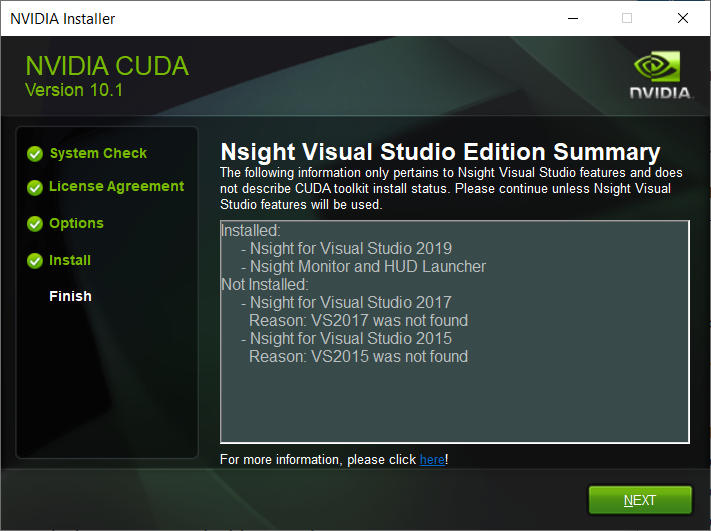 NVIDIA Installer
NVIDIA CUDA
Version 10.1
NVIDIA.
System Check
License Agreement
Options
Install
Finish
Nsight Visual Studio Edition Summary
The following information only pertains to Nsight Visual Studio features and does
not describe CUDA toolkit install status. Please continue unless Nsight Visual
Studio features will be used.
Installed:
- Nsight for Visual Studio 2019
- Nsight Monitor and HUD Launcher
Not Installed:
- Nsight for Visual Studio 2017
Reason: VS2017 was not found
- Nsight for Visual Studio 2015
Reason: VS2015 was not found
For more information, please click here!
NEXT